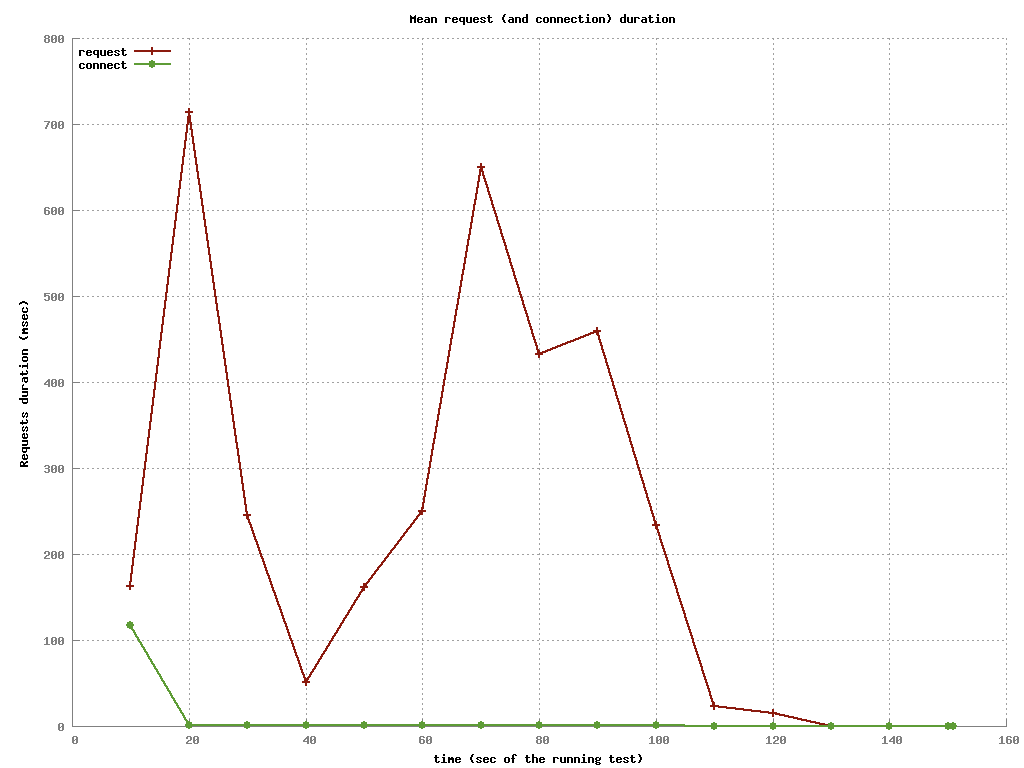 Mean request (and connection) duration
800
700
600
500
400
300
200
100
0
request
connect
Requests duration (msec)
0 20 40 60 80 100 120 140 160
time (sec of the running test)